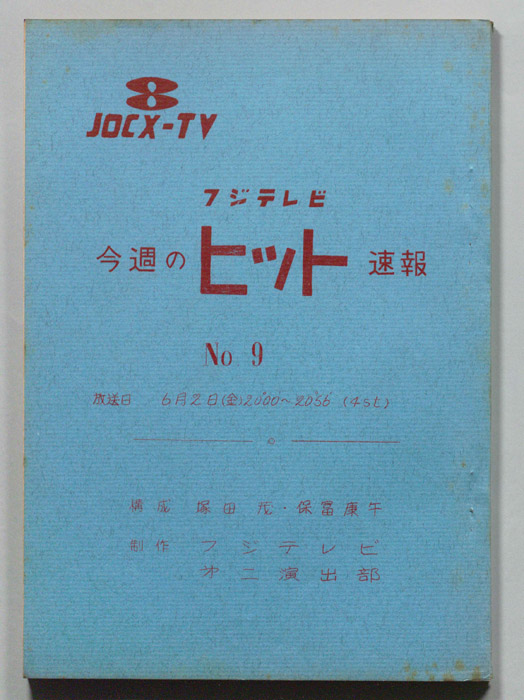 8
JOCX-TV
フジテレビ
今週のヒット速報
No 9
放送日 6月2日(金)20°00~20°56 (4st)
構成 塚田茂・保富康午
制作 フジテレビ
才二演出部